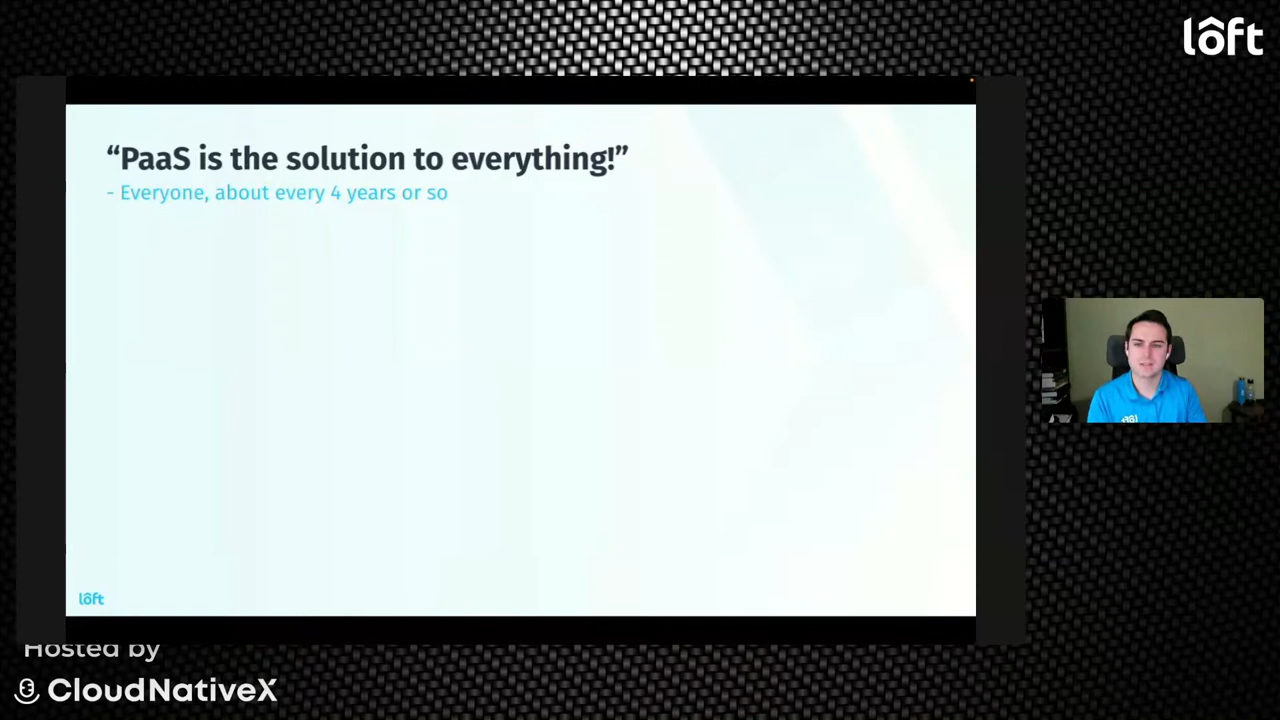 lôft
“PaaS is the solution to everything!”
- Everyone, about every 4 years or so
lôft
Hosted by
CloudNativeX